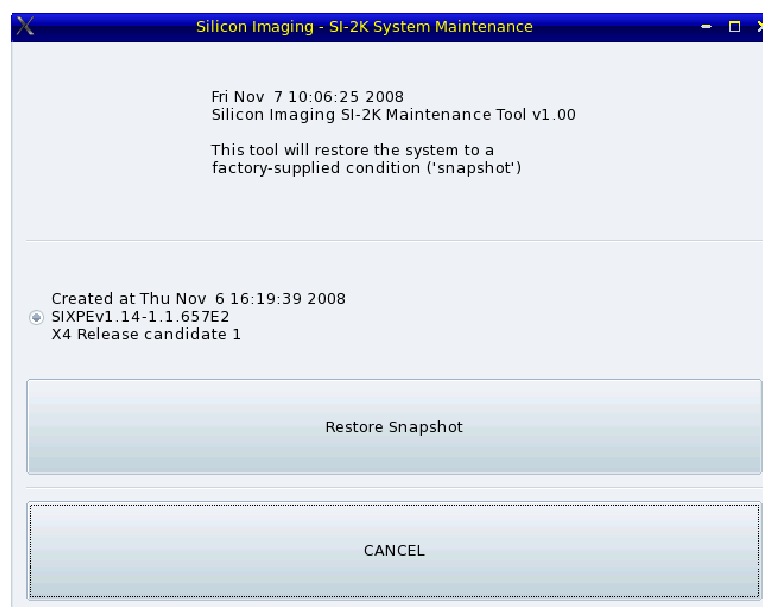 Silicon Imaging - SI-2K System Maintenance
Fri Nov  7 10:06:25 2008
Silicon Imaging SI-2K Maintenance Tool v1.00
This tool will restore the system to a
factory-supplied condition ('snapshot')
Created at Thu Nov  6 16:19:39 2008
SIXPEv1.14-1.1.657E2
X4 Release candidate 1
Restore Snapshot
CANCEL